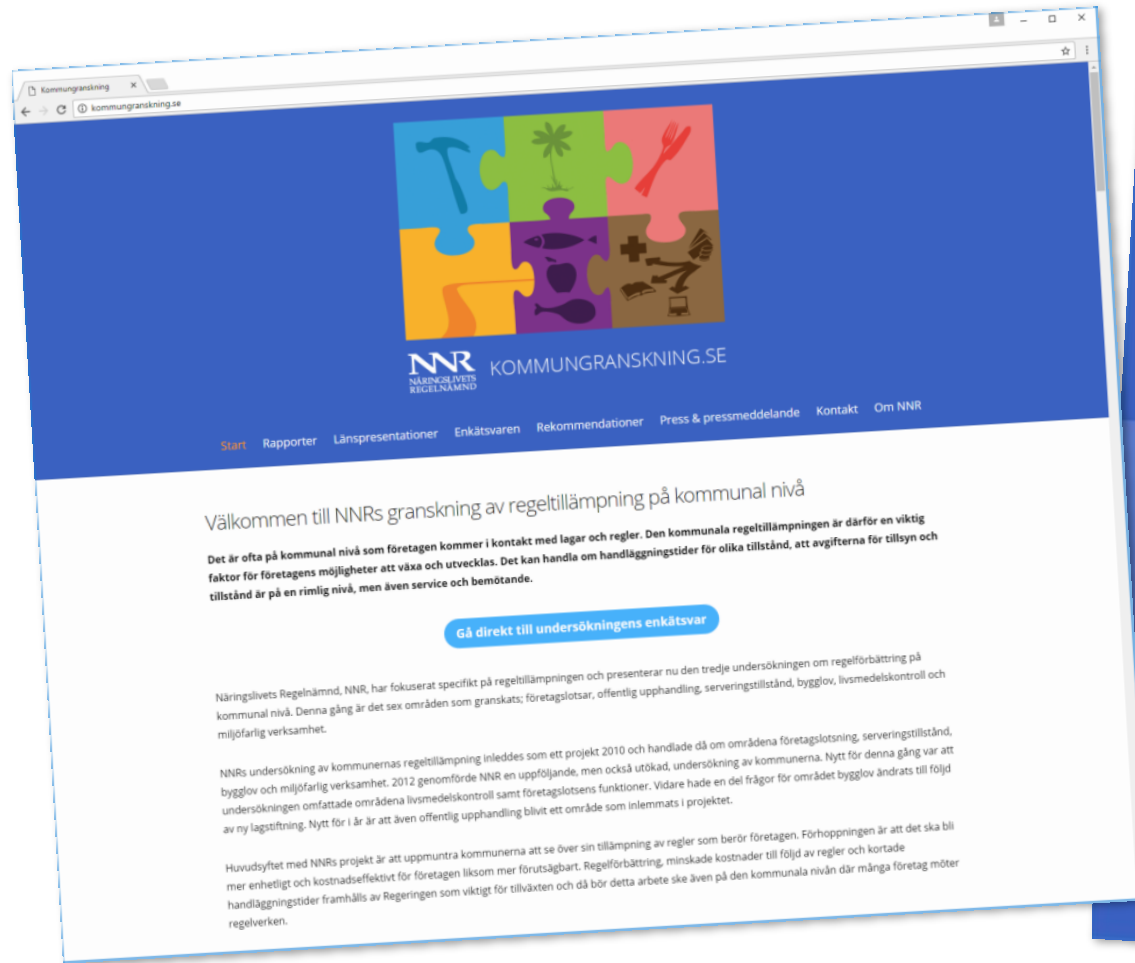 Kommungranskning
kommungranskning.se
NNR
NÄRINGSLIVETS
REGELNÄMND
KOMMUNGRANSKNING.SE
Start Rapporter Länspresentationer Enkätsvaren Rekommendationer Press & pressmeddelande Kontakt Om NNR
Välkommen till NNRs granskning av regeltillämpning på kommunal nivå
Det är ofta på kommunal nivå som företagen kommer i kontakt med lagar och regler. Den kommunala regeltillämpningen är därför en viktig
faktor för företagens möjligheter att växa och utvecklas. Det kan handla om handläggningstider för olika tillstånd, att avgifterna för tillsyn och
tillstånd är på en rimlig nivå, men även service och bemötande.
Gå direkt till undersökningens enkätsvar
Näringslivets Regelnämnd, NNR, har fokuserat specifikt på regeltillämpningen och presenterar nu den tredje undersökningen om regelförbättring på
kommunal nivå. Denna gång är det sex områden som granskats; företagslotsar, offentlig upphandling, serveringstillstånd, bygglov, livsmedelskontroll och
miljöfarlig verksamhet.
NNRs undersökning av kommunernas regeltillämpning inleddes som ett projekt 2010 och handlade då om områdena företagslotsning, serveringstillstånd,
bygglov och miljöfarlig verksamhet. 2012 genomförde NNR en uppföljande, men också utökad, undersökning av kommunerna. Nytt för denna gång var att
undersökningen omfattade områdena livsmedelskontroll samt företagslotsens funktioner. Vidare hade en del frågor för området bygglov ändrats till följd
av ny lagstiftning. Nytt för i år är att även offentlig upphandling blivit ett område som inlemmats i projektet.
Huvudsyftet med NNRs projekt är att uppmuntra kommunerna att se över sin tillämpning av regler som berör företagen. Förhoppningen är att det ska bli
mer enhetligt och kostnadseffektivt för företagen liksom mer förutsägbart. Regelförbättring, minskade kostnader till följd av regler och kortade
handläggningstider framhålls av Regeringen som viktigt för tillväxten och då bör detta arbete ske även på den kommunala nivån där många företag möter
regelverken.